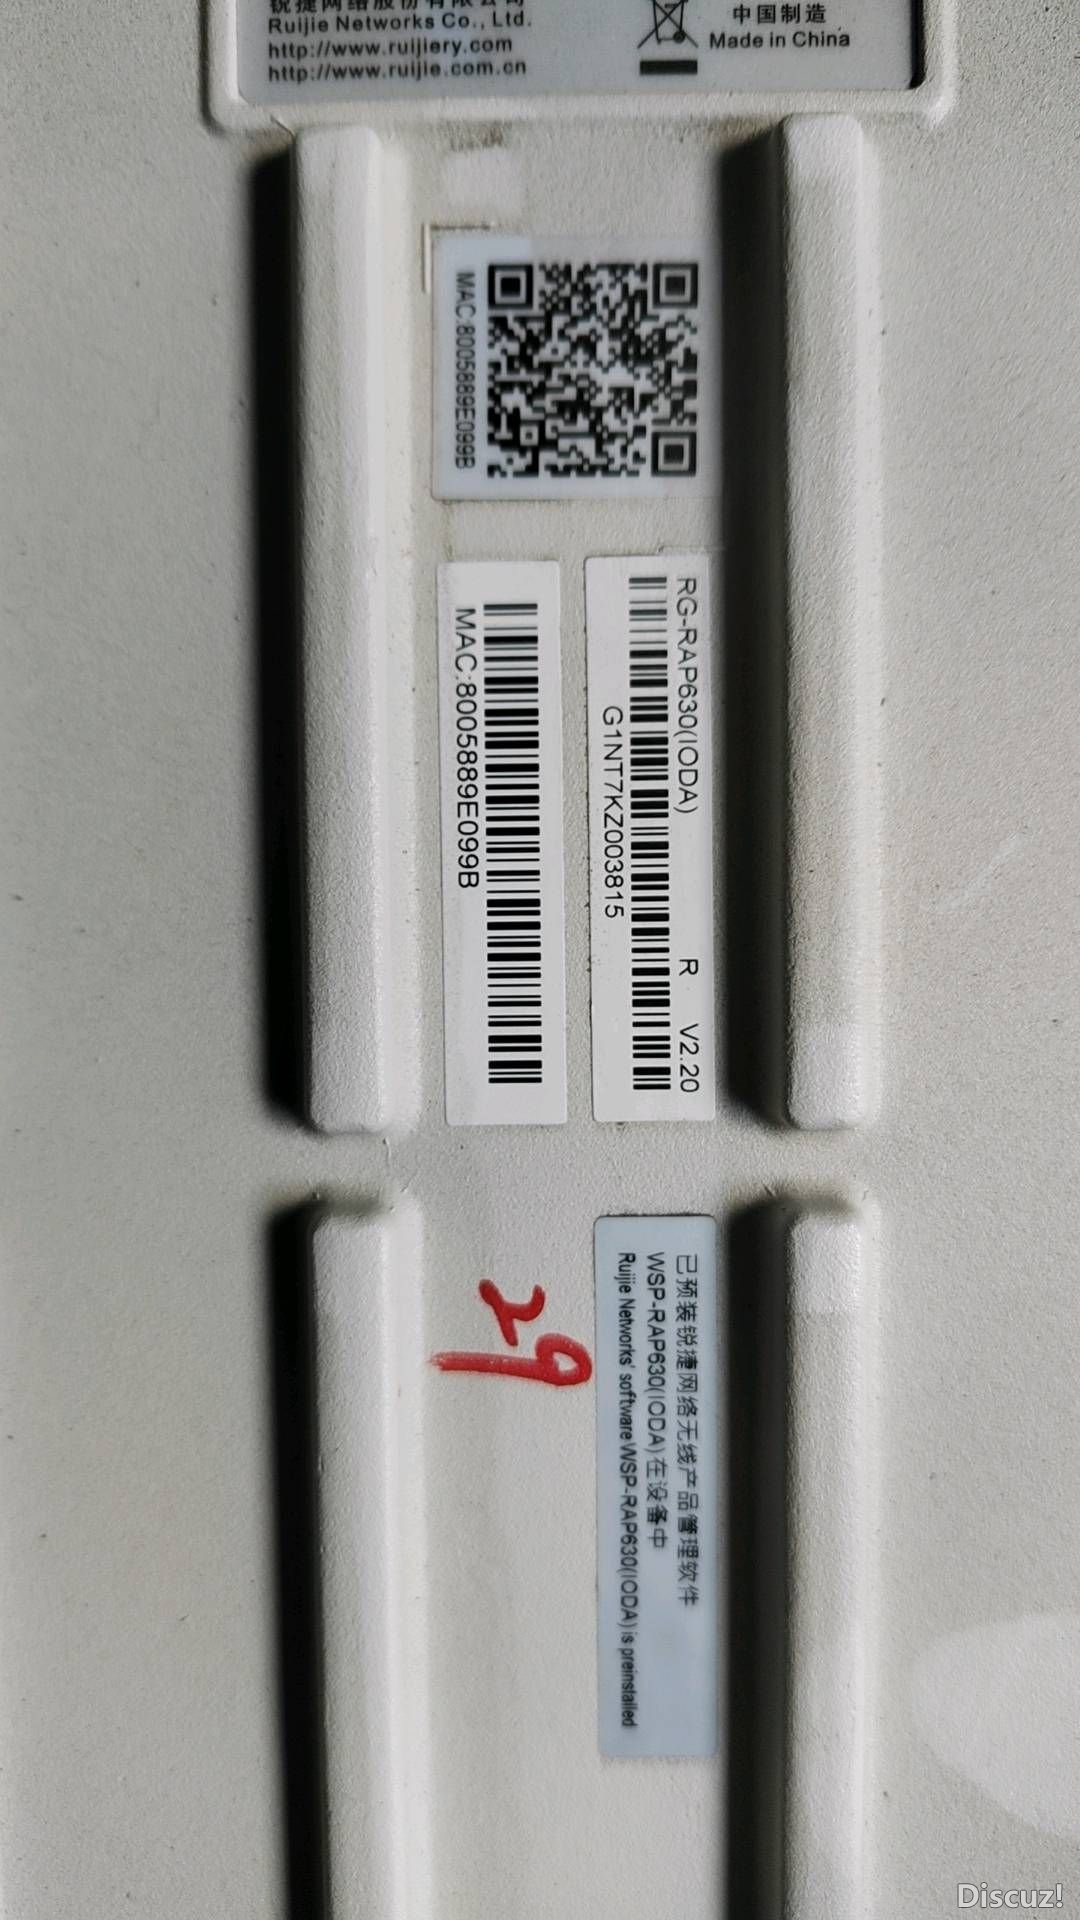 锐捷网络股份有限公司
Ruijie Networks Co., Ltd.
http://www.ruijiery.com
http://www.ruijie.com.cn
中国制造
Made in China
MAC:8005889E099B
RG-RAP630(IODA) R V2.20
G1NT7KZ003815
MAC:8005889E099B
已预装锐捷网络无线产品管理软件
WSP-RAP630(IODA)在设备中
Ruijie Networks' software WSP-RAP630(IODA) is preinstalled
29
Discuz!